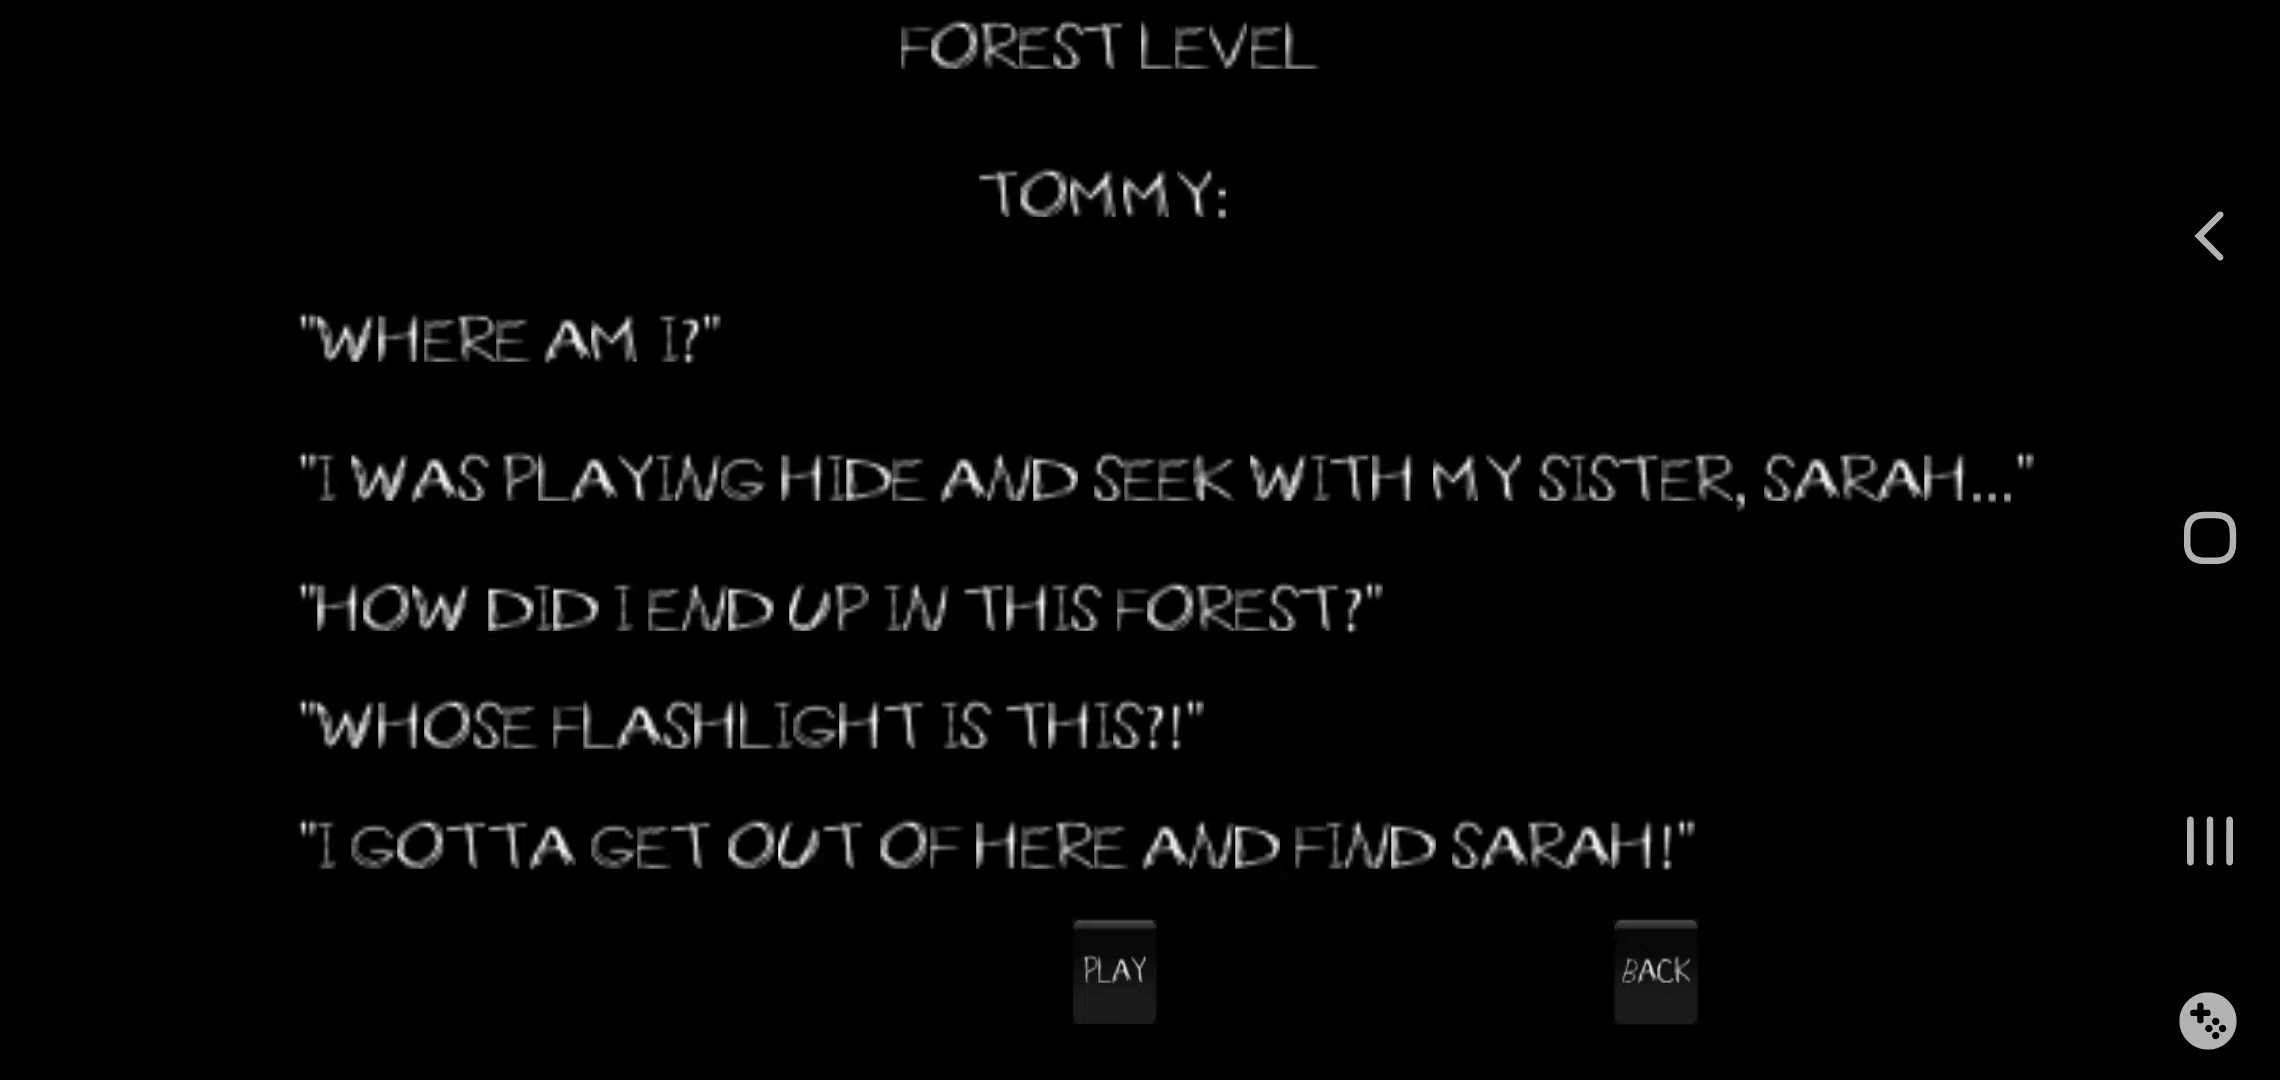 FOREST LEVEL
TOMMY:
"WHERE AM I?"
"I WAS PLAYING HIDE AND SEEK WITH MY SISTER, SARAH..."
"HOW DID I END UP IN THIS FOREST?"
"WHOSE FLASHLIGHT IS THIS?!"
"I GOTTA GET OUT OF HERE AND FIND SARAH!"
PLAY
BACK